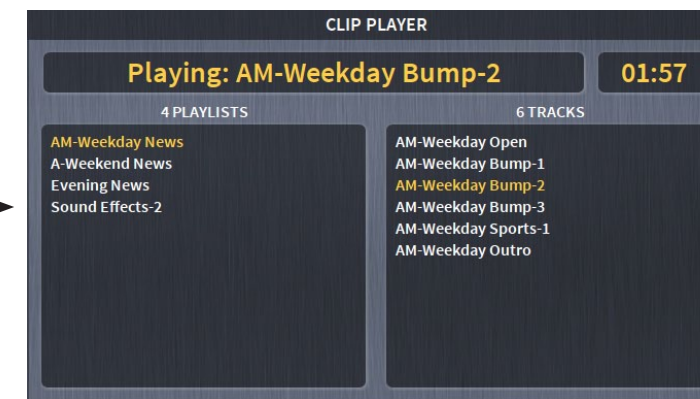 CLIP PLAYER
Playing: AM-Weekday Bump-2
01:57
4 PLAYLISTS
AM-Weekday News
A-Weekend News
Evening News
Sound Effects-2
6 TRACKS
AM-Weekday Open
AM-Weekday Bump-1
AM-Weekday Bump-2
AM-Weekday Bump-3
AM-Weekday Sports-1
AM-Weekday Outro